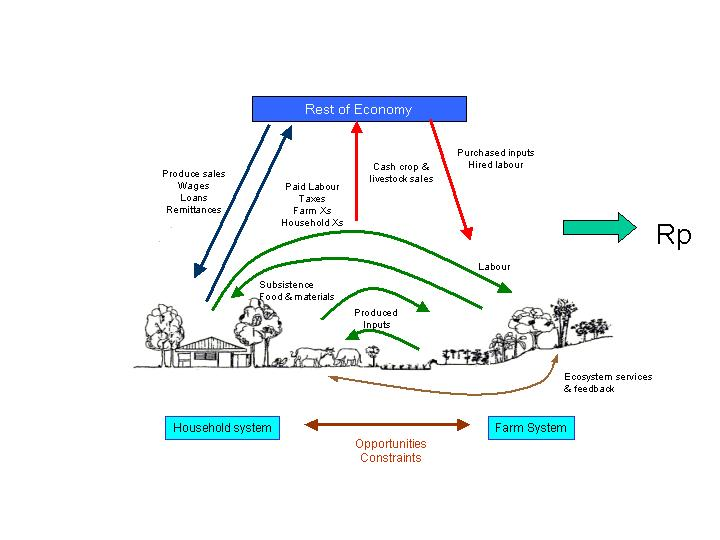 Rest of Economy
Produce sales
Wages
Loans
Remittances
Paid Labour
Taxes
Farm Xs
Household Xs
Cash crop &
livestock sales
Purchased inputs
Hired labour
Rp
Labour
Subsistence
Food & materials
Produced
Inputs
Ecosystem services
& feedback
Household system
Farm System
Opportunities
Constraints